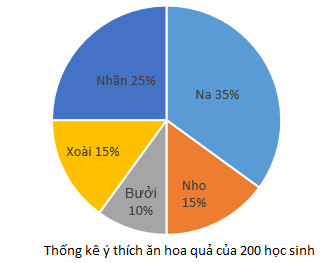 Nhãn 25%
Na 35%
Xoài 15%
Bưởi
10%
Nho
15%
Thống kê ý thích ăn hoa quả của 200 học sinh